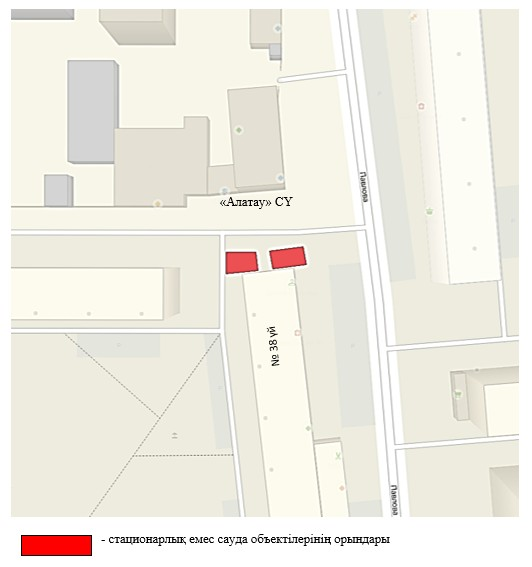 Павлова
«Алатау» СҮ
№ 38 үй
Павлова
- стационарлық емес сауда объектілерінің орындары